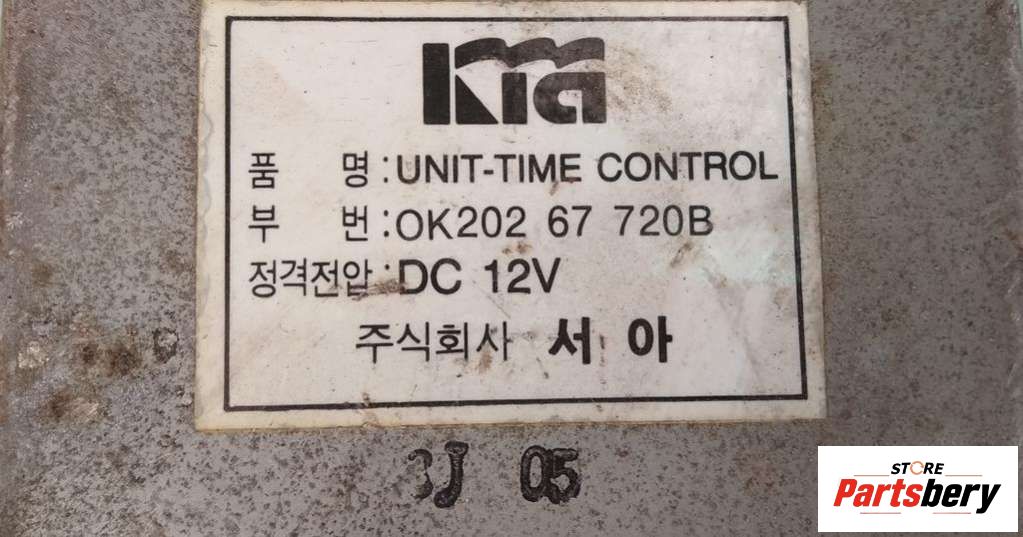 KIA
품 명 : UNIT-TIME CONTROL
부 번 : OK202 67 720B
정격전압 : DC 12V
주식회사 서 아
J 05
STORE
Partsbery